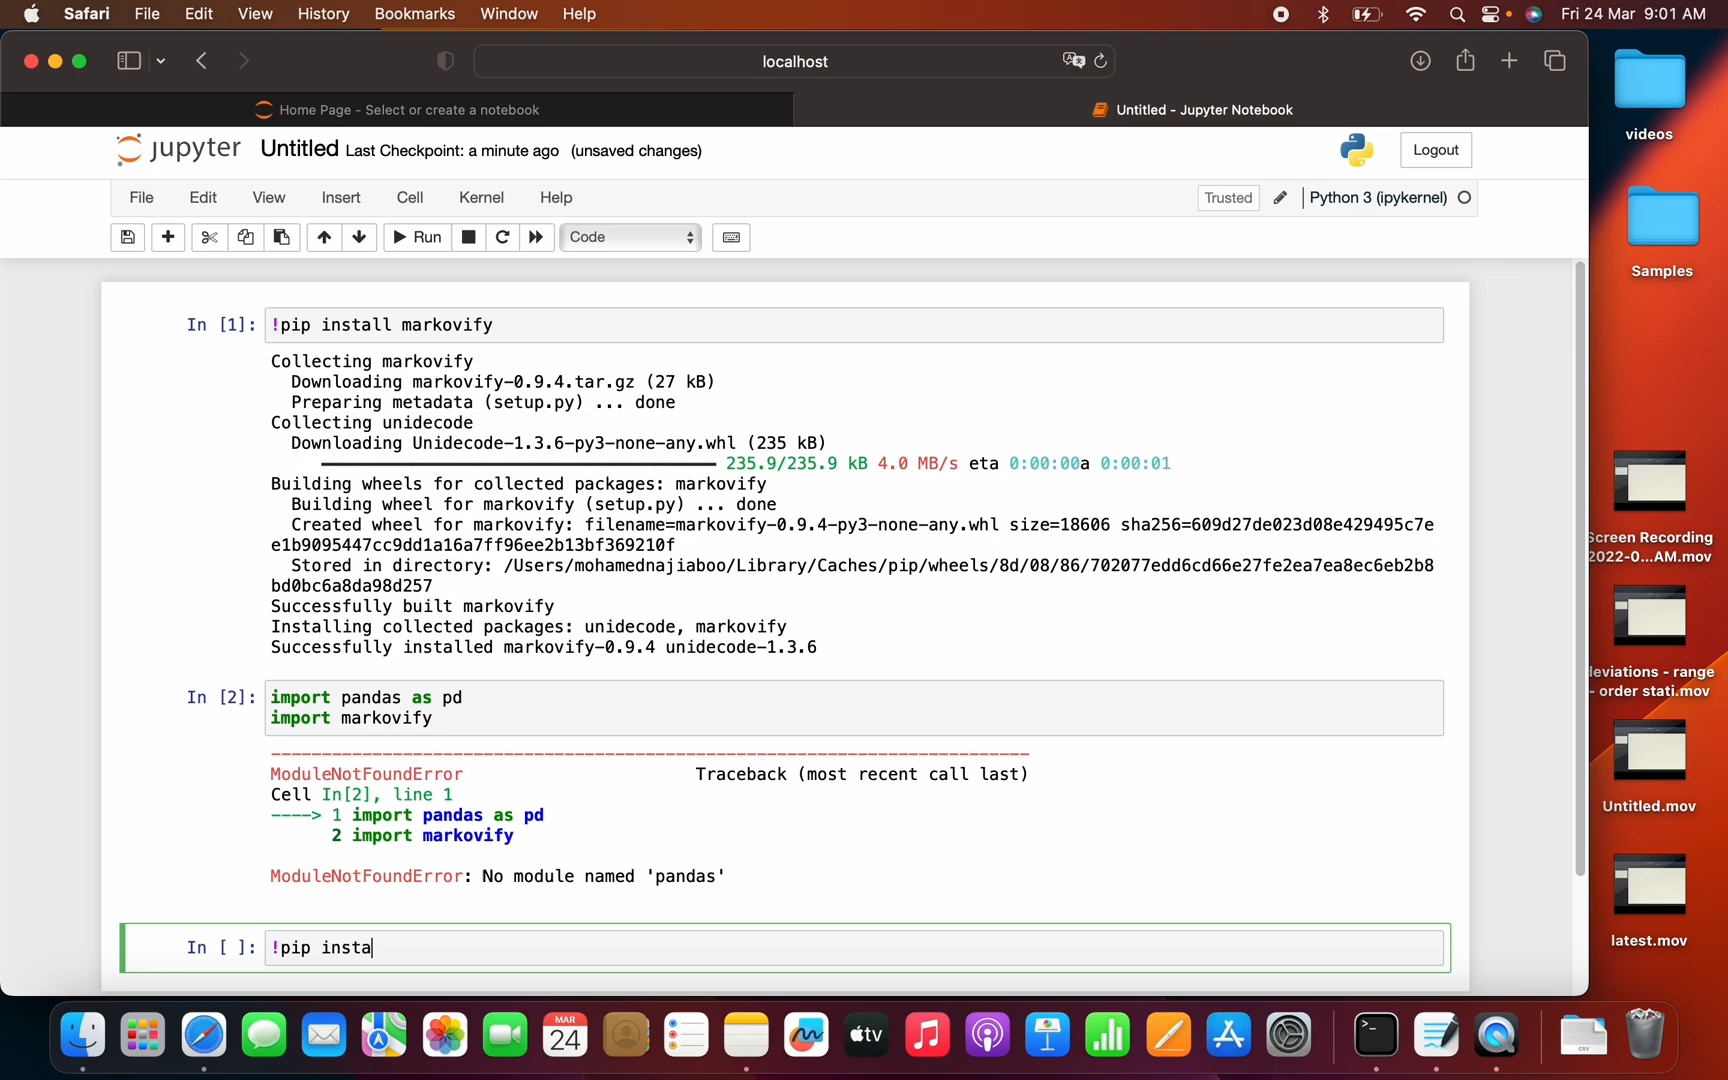 Safari File Edit View History Bookmarks Window Help Fri 24 Mar 9:01 AM
localhost
Home Page - Select or create a notebook
Untitled - Jupyter Notebook
jupyter Untitled Last Checkpoint: a minute ago (unsaved changes)
Logout
File Edit View Insert Cell Kernel Help
Trusted Python 3 (ipykernel)
Run Code
In [1]: !pip install markovify
Collecting markovify
Downloading markovify-0.9.4.tar.gz (27 kB)
Preparing metadata (setup.py) ... done
Collecting unidecode
Downloading Unidecode-1.3.6-py3-none-any.whl (235 kB)
235.9/235.9 kB 4.0 MB/s eta 0:00:00a 0:00:01
Building wheels for collected packages: markovify
Building wheel for markovify (setup.py) ... done
Created wheel for markovify: filename=markovify-0.9.4-py3-none-any.whl size=18606 sha256=609d27de023d08e429495c7e
e1b9095447cc9dd1a16a7ff96ee2b13bf369210f
Stored in directory: /Users/mohamednajiaboo/Library/Caches/pip/wheels/8d/08/86/702077edd6cd66e27fe2ea7ea8ec6eb2b8
bd0bc6a8da98d257
Successfully built markovify
Installing collected packages: unidecode, markovify
Successfully installed markovify-0.9.4 unidecode-1.3.6
In [2]: import pandas as pd
import markovify
ModuleNotFoundError Traceback (most recent call last)
Cell In[2], line 1
----> 1 import pandas as pd
2 import markovify
ModuleNotFoundError: No module named 'pandas'
In [ ]: !pip insta
videos
Samples
Screen Recording
2022-0...AM.mov
deviations - range
- order stati.mov
Untitled.mov
latest.mov
MAR
24
tv
>_
CSV